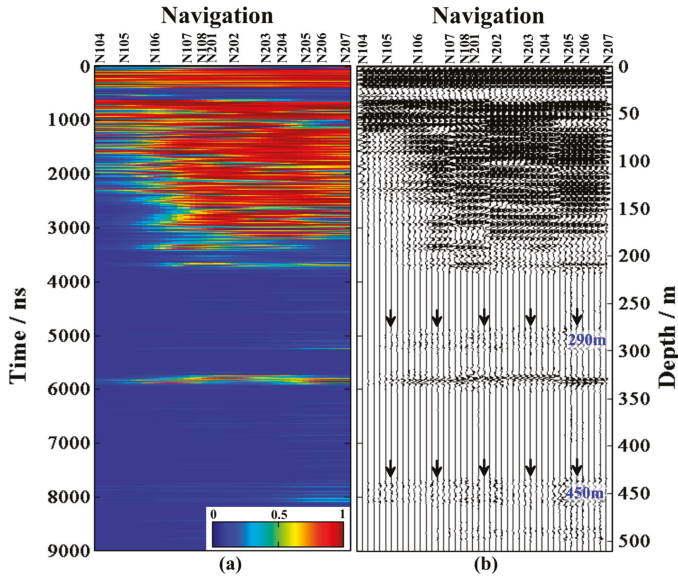 Navigation
Navigation
N104
N105
N106
N107
N108
N201
N202
N203
N204
N205
N206
N207
N104
N105
N106
N107
N108
N201
N202
N203
N204
N205
N206
N207
Time / ns
0
1000
2000
3000
4000
5000
6000
7000
8000
9000
0
0.5
1
0
50
100
150
200
250
300
350
400
450
500
Depth / m
290m
450m
(a)
(b)